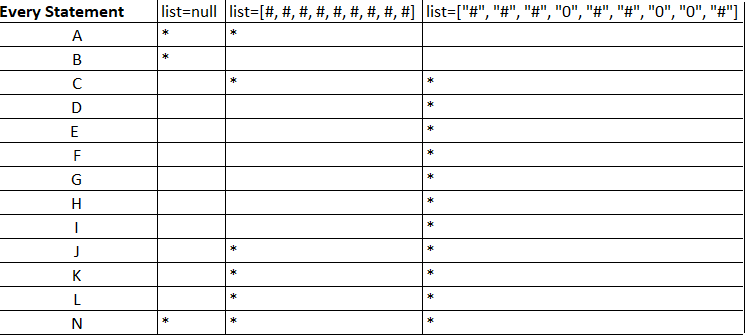 Every Statement list=null list=[#, #, #, #, #, #, #, #, #] list=["#", "#", "#", "0", "#", "#", "0", "0", "#"]
A * *
B *
C * *
D *
E *
F *
G *
H *
I *
J * *
K * *
L * *
N * * *